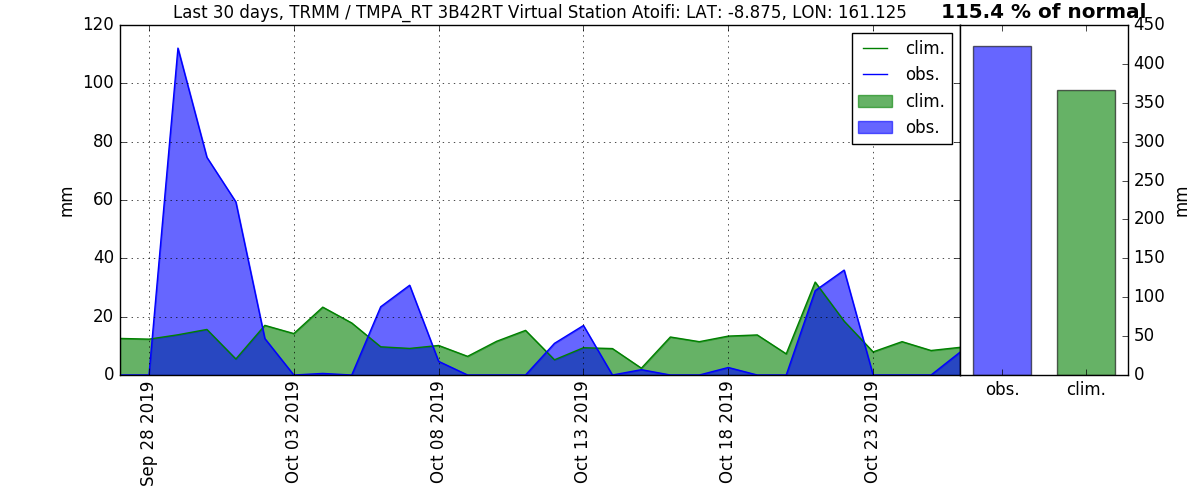 Last 30 days, TRMM / TMPA_RT 3B42RT Virtual Station Atoifi: LAT: -8.875, LON: 161.125
115.4 % of normal
120
100
80
60
40
20
0
mm
clim.
obs.
clim.
obs.
Sep 28 2019
Oct 03 2019
Oct 08 2019
Oct 13 2019
Oct 18 2019
Oct 23 2019
450
400
350
300
250
200
150
100
50
0
mm
obs.
clim.